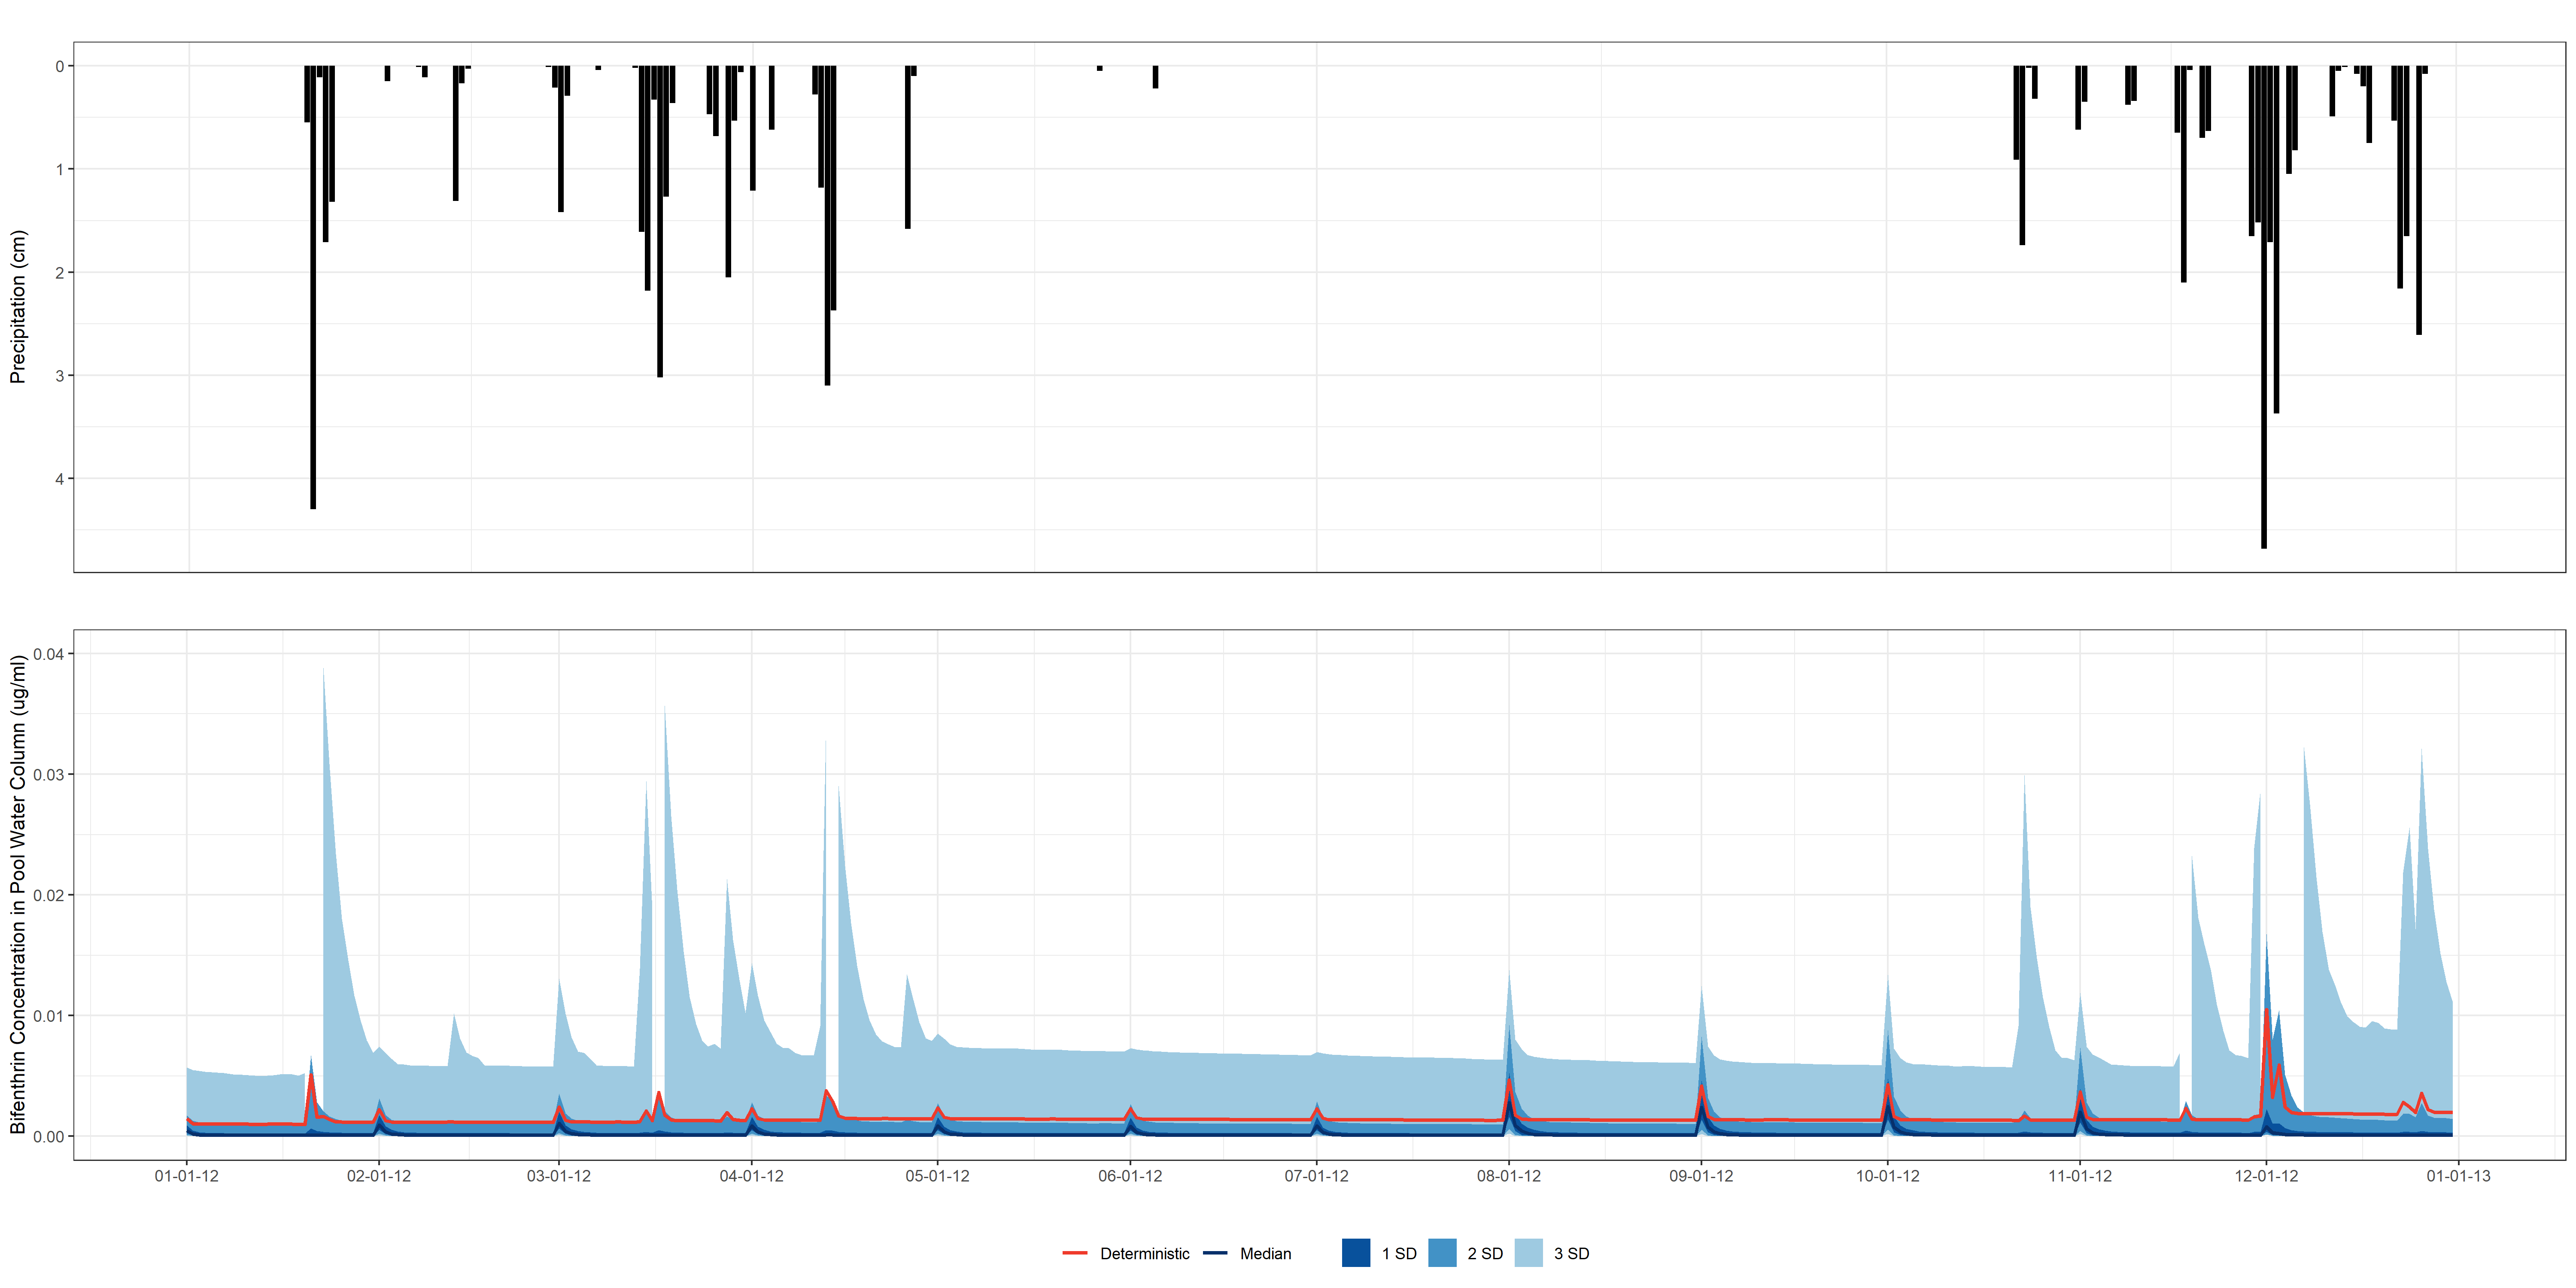 Precipitation (cm)
0
1
2
3
4
Bifenthrin Concentration in Pool Water Column (ug/ml)
0.04
0.03
0.02
0.01
0.00
01-01-12 02-01-12 03-01-12 04-01-12 05-01-12 06-01-12 07-01-12 08-01-12 09-01-12 10-01-12 11-01-12 12-01-12 01-01-13
Deterministic Median 1 SD 2 SD 3 SD